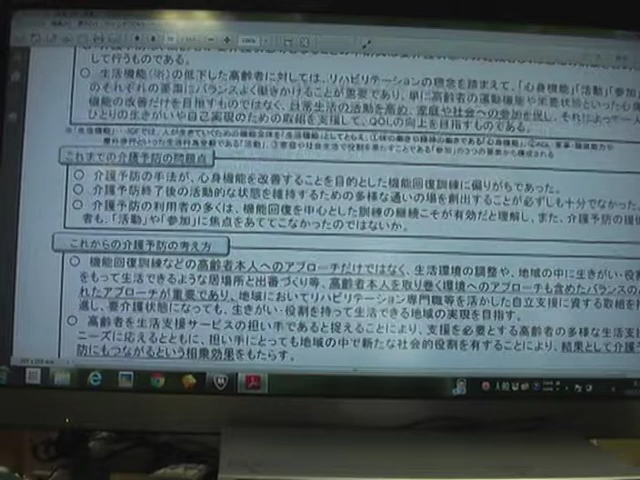 して行うものである。
○ 生活機能(※)の低下した高齢者に対しては、リハビリテーションの理念を踏まえて、「心身機能」「活動」「参加」
のそれぞれの要素にバランスよく働きかけることが重要であり、単に高齢者の運動機能や栄養状態といった心身
機能の改善だけを目指すものではなく、日常生活の活動を高め、家庭や社会への参加を促し、それによって一人
ひとりの生きがいや自己実現のための取組を支援して、QOLの向上を目指すものである。
これまでの介護予防の問題点
○ 介護予防の手法が、心身機能を改善することを目的とした機能回復訓練に偏りがちであった。
○ 介護予防終了後の活動的な状態を維持するための多様な通いの場を創出することが必ずしも十分でなかった。
○ 介護予防の利用者の多くは、機能回復を中心とした訓練の継続こそが有効だと理解し、また、介護予防の提
者も、「活動」や「参加」に焦点をあててこなかったのではないか。
これからの介護予防の考え方
○ 機能回復訓練などの高齢者本人へのアプローチだけではなく、生活環境の調整や、地域の中に生きがい・役
をもって生活できるような居場所と出番づくり等、高齢者本人を取り巻く環境へのアプローチも含めたバランスの
れたアプローチが重要であり、地域においてリハビリテーション専門職等を活かした自立支援に資する取組を
進し、要介護状態になっても、生きがい・役割を持って生活できる地域の実現を目指す。
○ 高齢者を生活支援サービスの担い手であると捉えることにより、支援を必要とする高齢者の多様な生活支
ニーズに応えるとともに、担い手にとっても地域の中で新たな社会的役割を有することにより、結果として介護予
防にもつながるという相乗効果をもたらす。